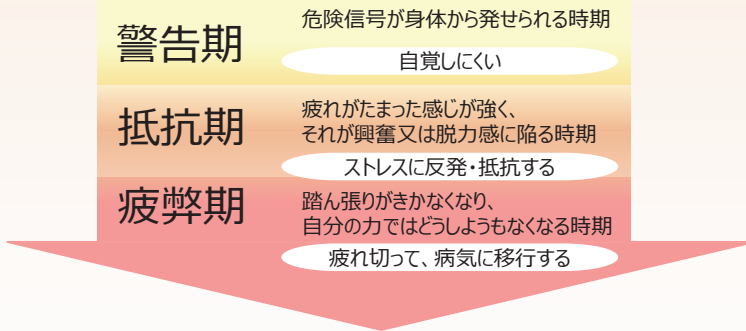 警告期
危険信号が身体から発せられる時期
自覚しにくい
抵抗期
疲れがたまった感じが強く、
それが興奮又は脱力感に陥る時期
ストレスに反発・抵抗する
疲弊期
踏ん張りがきかなくなり、
自分の力ではどうしようもなくなる時期
疲れ切って、病気に移行する